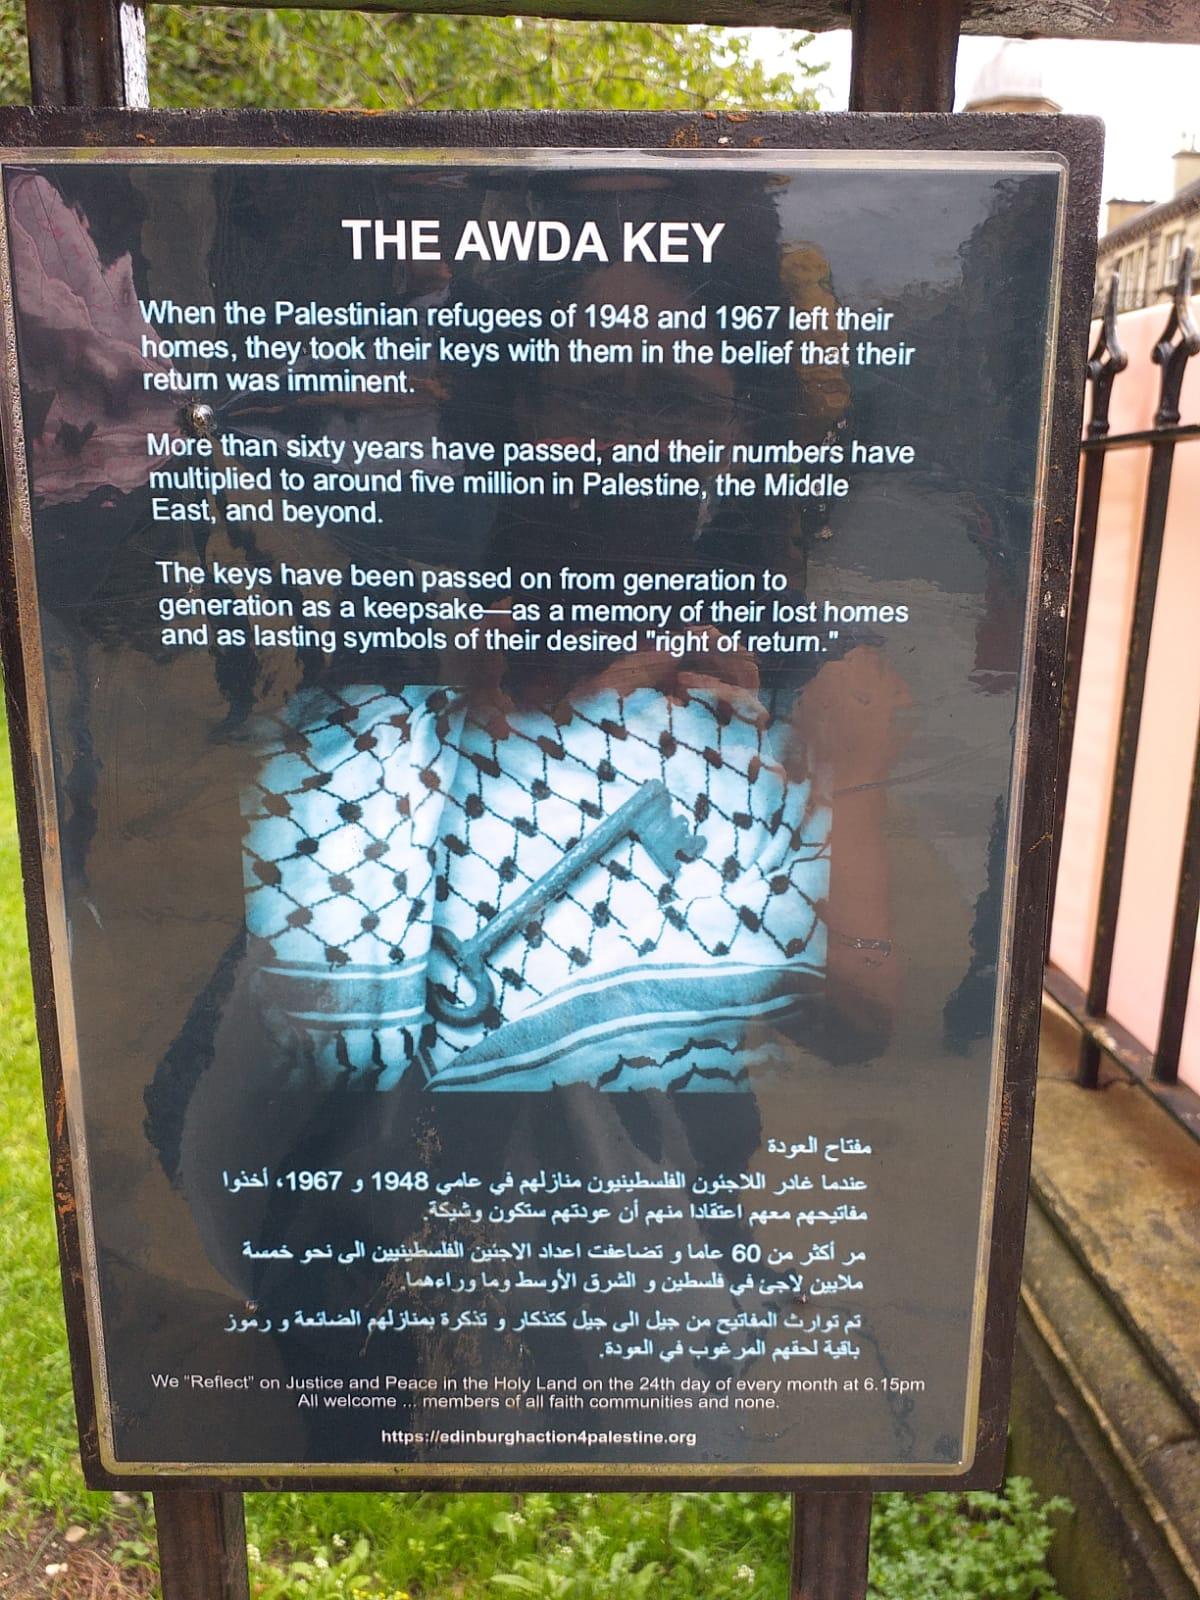 THE AWDA KEY
When the Palestinian refugees of 1948 and 1967 left their
homes, they took their keys with them in the belief that their
return was imminent.
More than sixty years have passed, and their numbers have
multiplied to around five million in Palestine, the Middle
East, and beyond.
The keys have been passed on from generation to
generation as a keepsake—as a memory of their lost homes
and as lasting symbols of their desired "right of return."
مفتاح العودة
عندما غادر اللاجئون الفلسطينيون منازلهم في عامي 1948 و 1967، أخذوا
مفاتيحهم معهم اعتقادا منهم أن عودتهم ستكون وشيكة.
مر أكثر من 60 عاما و تضاعفت اعداد الاجئين الفلسطينيين الى نحو خمسة
ملايين لاجئ في فلسطين و الشرق الأوسط وما وراءهما.
تم توارث المفاتيح من جيل الى جيل كتذكار و تذكرة بمنازلهم الضائعة و رموز
باقية لحقهم المرغوب في العودة.
We "Reflect" on Justice and Peace in the Holy Land on the 24th day of every month at 6.15pm
All welcome ... members of all faith communities and none.
https://edinburghaction4palestine.org